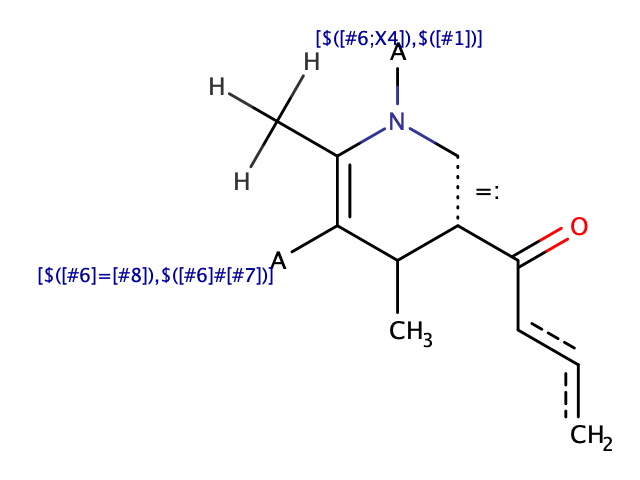 [$([#6;X4]),$([#1])]
A
H
H
N
H
=:
O
A
[$([#6]=[#8]),$([#6]#[#7])]
CH3
CH2